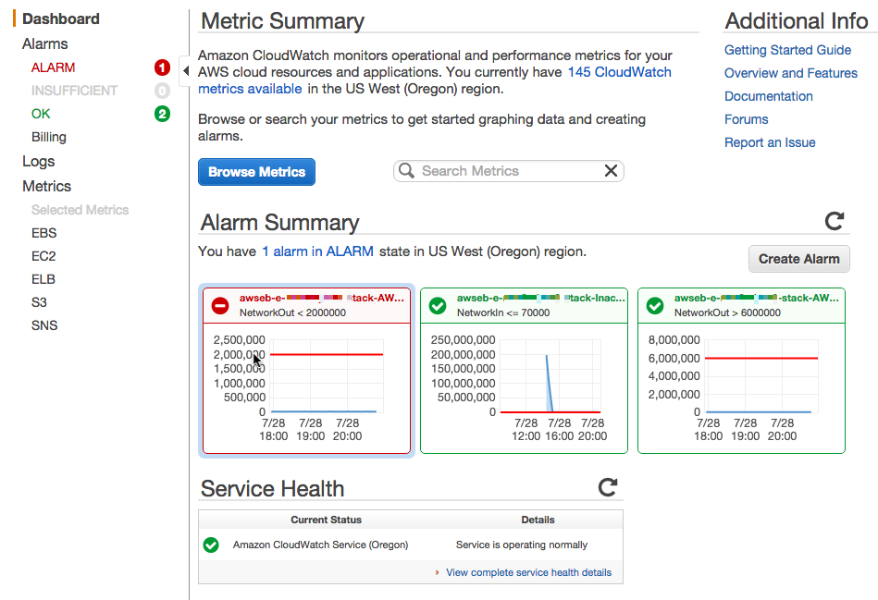 Dashboard
Alarms
ALARM 1
INSUFFICIENT 0
OK 2
Billing
Logs
Metrics
Selected Metrics
EBS
EC2
ELB
S3
SNS
Metric Summary
Amazon CloudWatch monitors operational and performance metrics for your
AWS cloud resources and applications. You currently have 145 CloudWatch
metrics available in the US West (Oregon) region.
Browse or search your metrics to get started graphing data and creating
alarms.
Browse Metrics
Search Metrics
Additional Info
Getting Started Guide
Overview and Features
Documentation
Forums
Report an Issue
Alarm Summary
You have 1 alarm in ALARM state in US West (Oregon) region.
Create Alarm
awseb-e- tack-AW...
NetworkOut < 2000000
2,500,000
2,000,000
1,500,000
1,000,000
500,000
0
7/28 7/28 7/28
18:00 19:00 20:00
awseb-e- tack-Inac...
NetworkIn <= 70000
250,000,000
200,000,000
150,000,000
100,000,000
50,000,000
0
7/28 7/28 7/28
12:00 16:00 20:00
awseb-e- -stack-AW...
NetworkOut > 6000000
8,000,000
6,000,000
4,000,000
2,000,000
0
7/28 7/28 7/28
18:00 19:00 20:00
Service Health
Current Status Details
Amazon CloudWatch Service (Oregon) Service is operating normally
View complete service health details